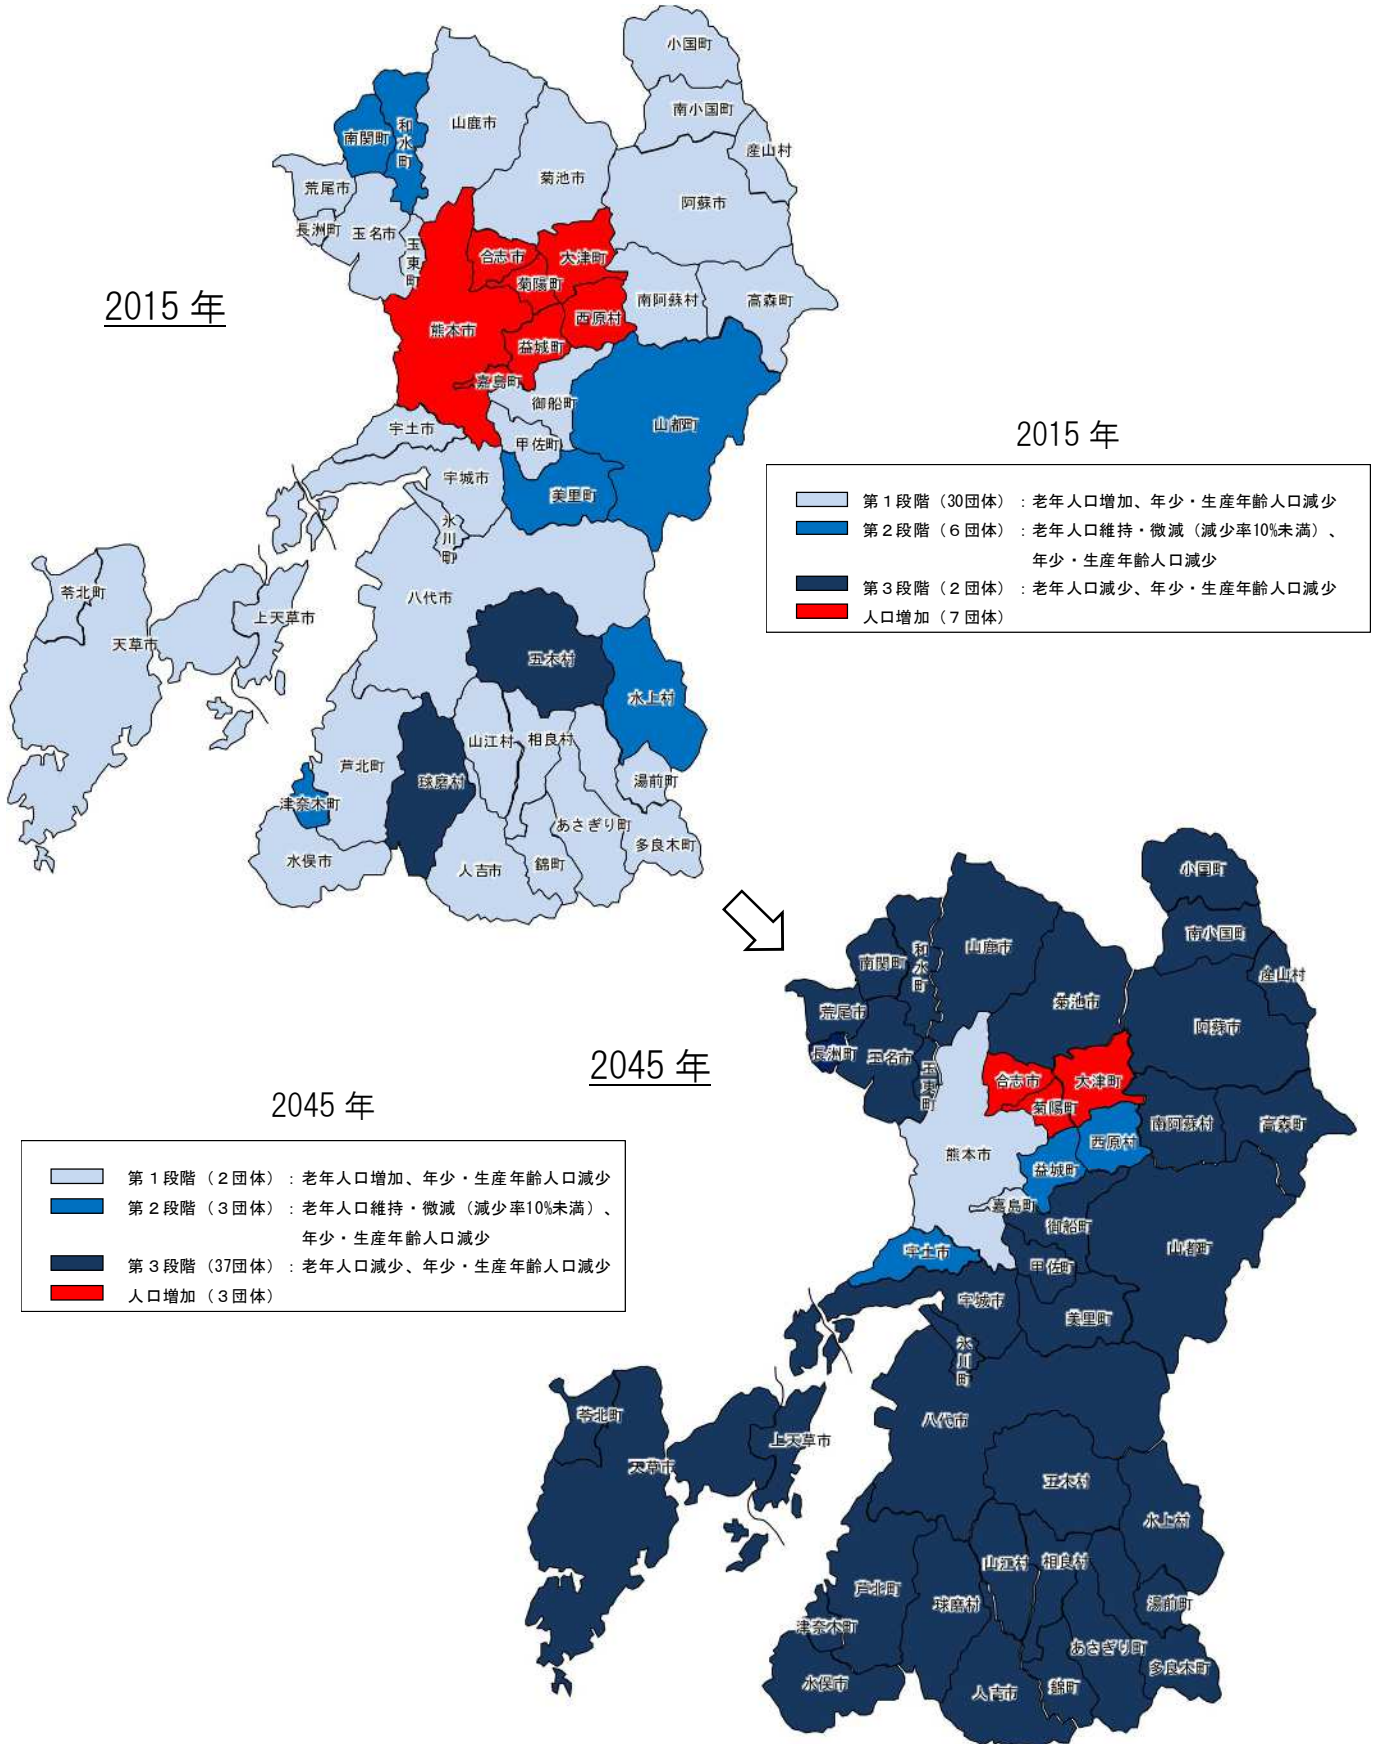 小国町
南小国町
産山村
山鹿市
和水町
南関町
菊池市
荒尾市
阿蘇市
長洲町
玉名市
玉東町
合志市
大津町
菊陽町
南阿蘇村
高森町
2015 年
西原村
熊本市
益城町
嘉島町
御船町
山都町
宇土市
甲佐町
宇城市
美里町
氷川町
八代市
苓北町
上天草市
天草市
五木村
水上村
山江村
相良村
芦北町
球磨村
湯前町
津奈木町
あさぎり町
多良木町
水俣市
人吉市
錦町
2015 年
第1段階（30団体）：老年人口増加、年少・生産年齢人口減少
第2段階（6団体）：老年人口維持・微減（減少率10%未満）、
年少・生産年齢人口減少
第3段階（2団体）：老年人口減少、年少・生産年齢人口減少
人口増加（7団体）
小国町
南小国町
産山村
山鹿市
和水町
南関町
菊池市
荒尾市
阿蘇市
長洲町
玉名市
玉東町
合志市
大津町
菊陽町
南阿蘇村
高森町
2045 年
西原村
熊本市
益城町
嘉島町
御船町
山都町
宇土市
甲佐町
宇城市
美里町
氷川町
八代市
苓北町
上天草市
天草市
五木村
水上村
山江村
相良村
芦北町
球磨村
湯前町
津奈木町
あさぎり町
多良木町
水俣市
人吉市
錦町
2045 年
第1段階（2団体）：老年人口増加、年少・生産年齢人口減少
第2段階（3団体）：老年人口維持・微減（減少率10%未満）、
年少・生産年齢人口減少
第3段階（37団体）：老年人口減少、年少・生産年齢人口減少
人口増加（3団体）